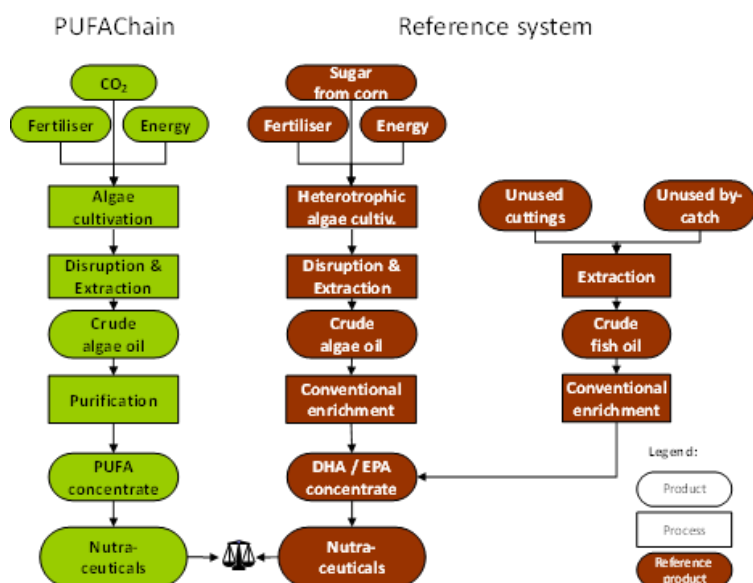 PUFAChain
Reference system
CO₂
Fertiliser
Energy
Algae
cultivation
Disruption &
Extraction
Crude
algae oil
Purification
PUFA
concentrate
Nutra-
ceuticals
Sugar
from corn
Fertiliser
Energy
Heterotrophic
algae cultiv.
Disruption &
Extraction
Crude
algae oil
Conventional
enrichment
DHA / EPA
concentrate
Nutra-
ceuticals
Unused
cuttings
Unused by-
catch
Extraction
Crude
fish oil
Conventional
enrichment
Legend:
Product
Process
Reference
product